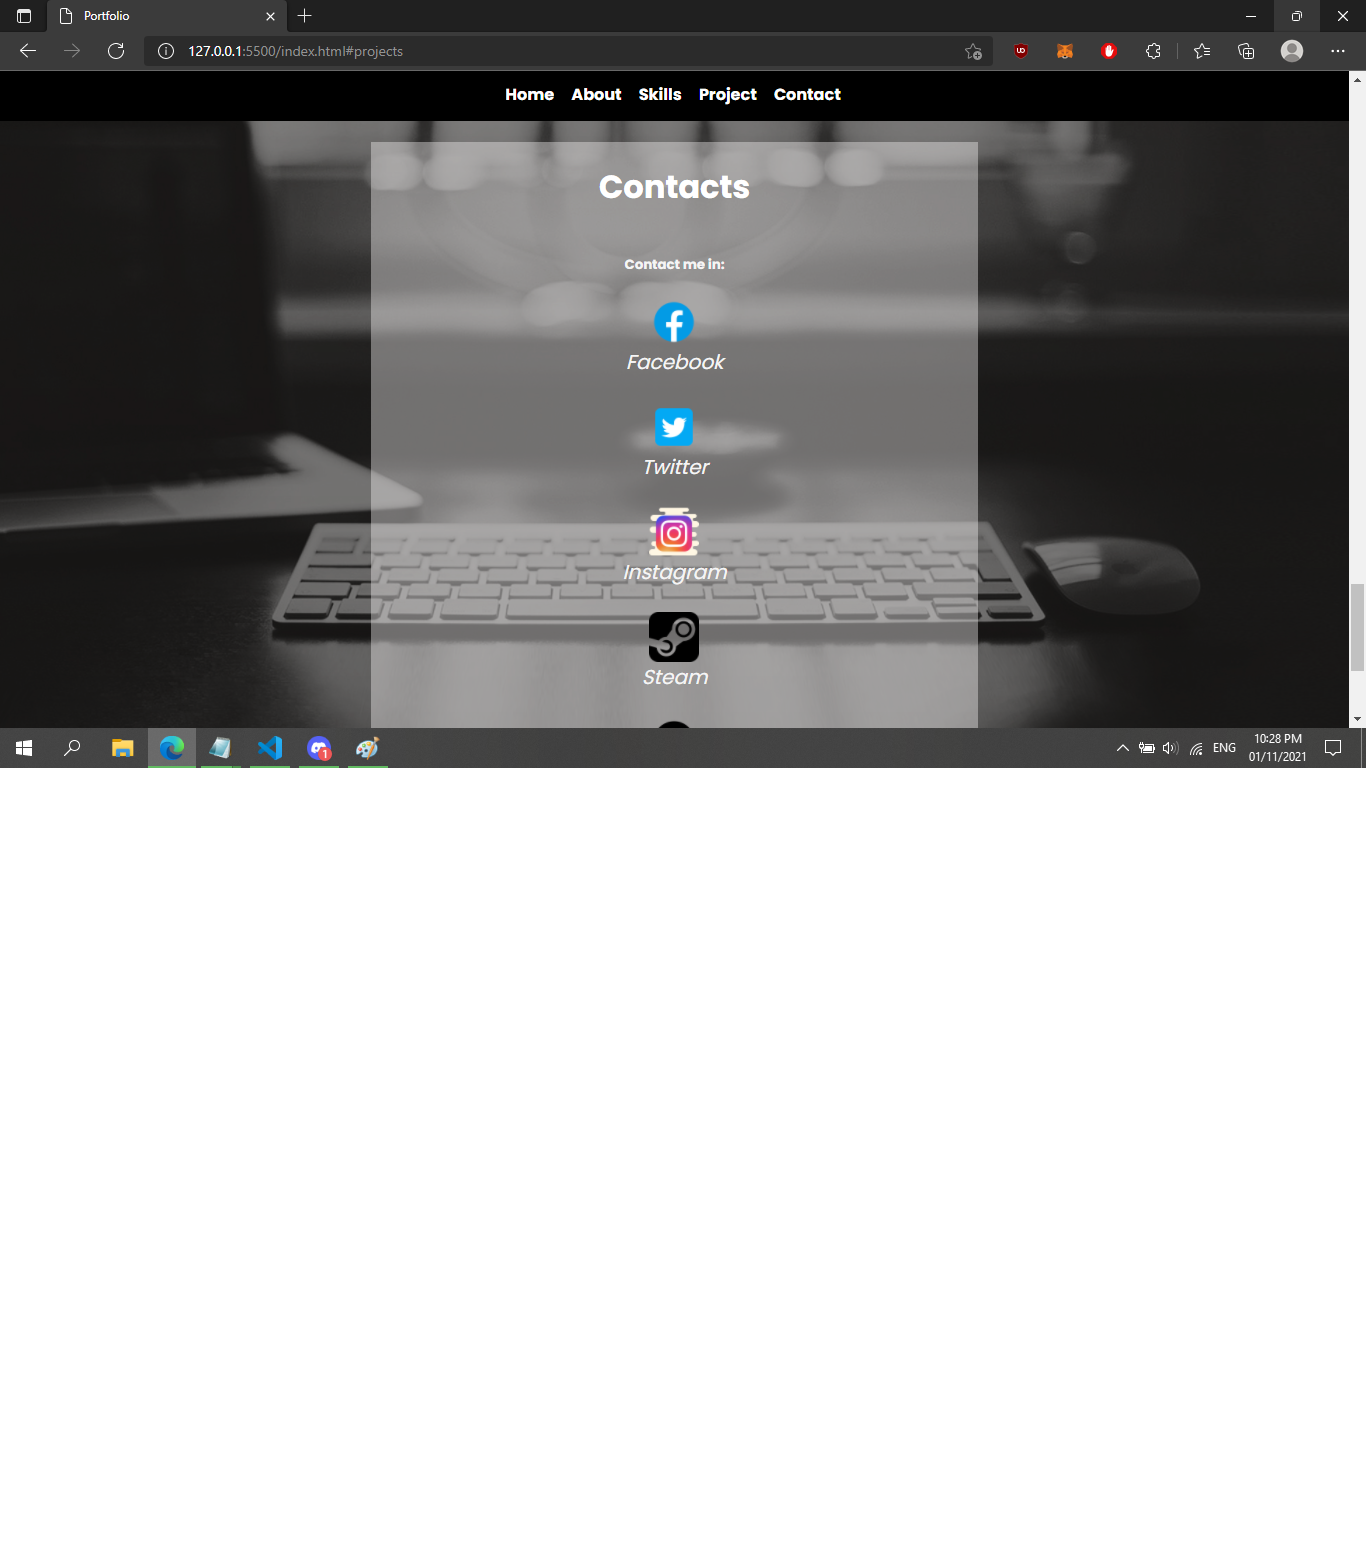 Portfolio
127.0.0.1:5500/index.html#projects
Home About Skills Project Contact
Contacts
Contact me in:
Facebook
Twitter
Instagram
Steam
1
ENG
10:28 PM
01/11/2021